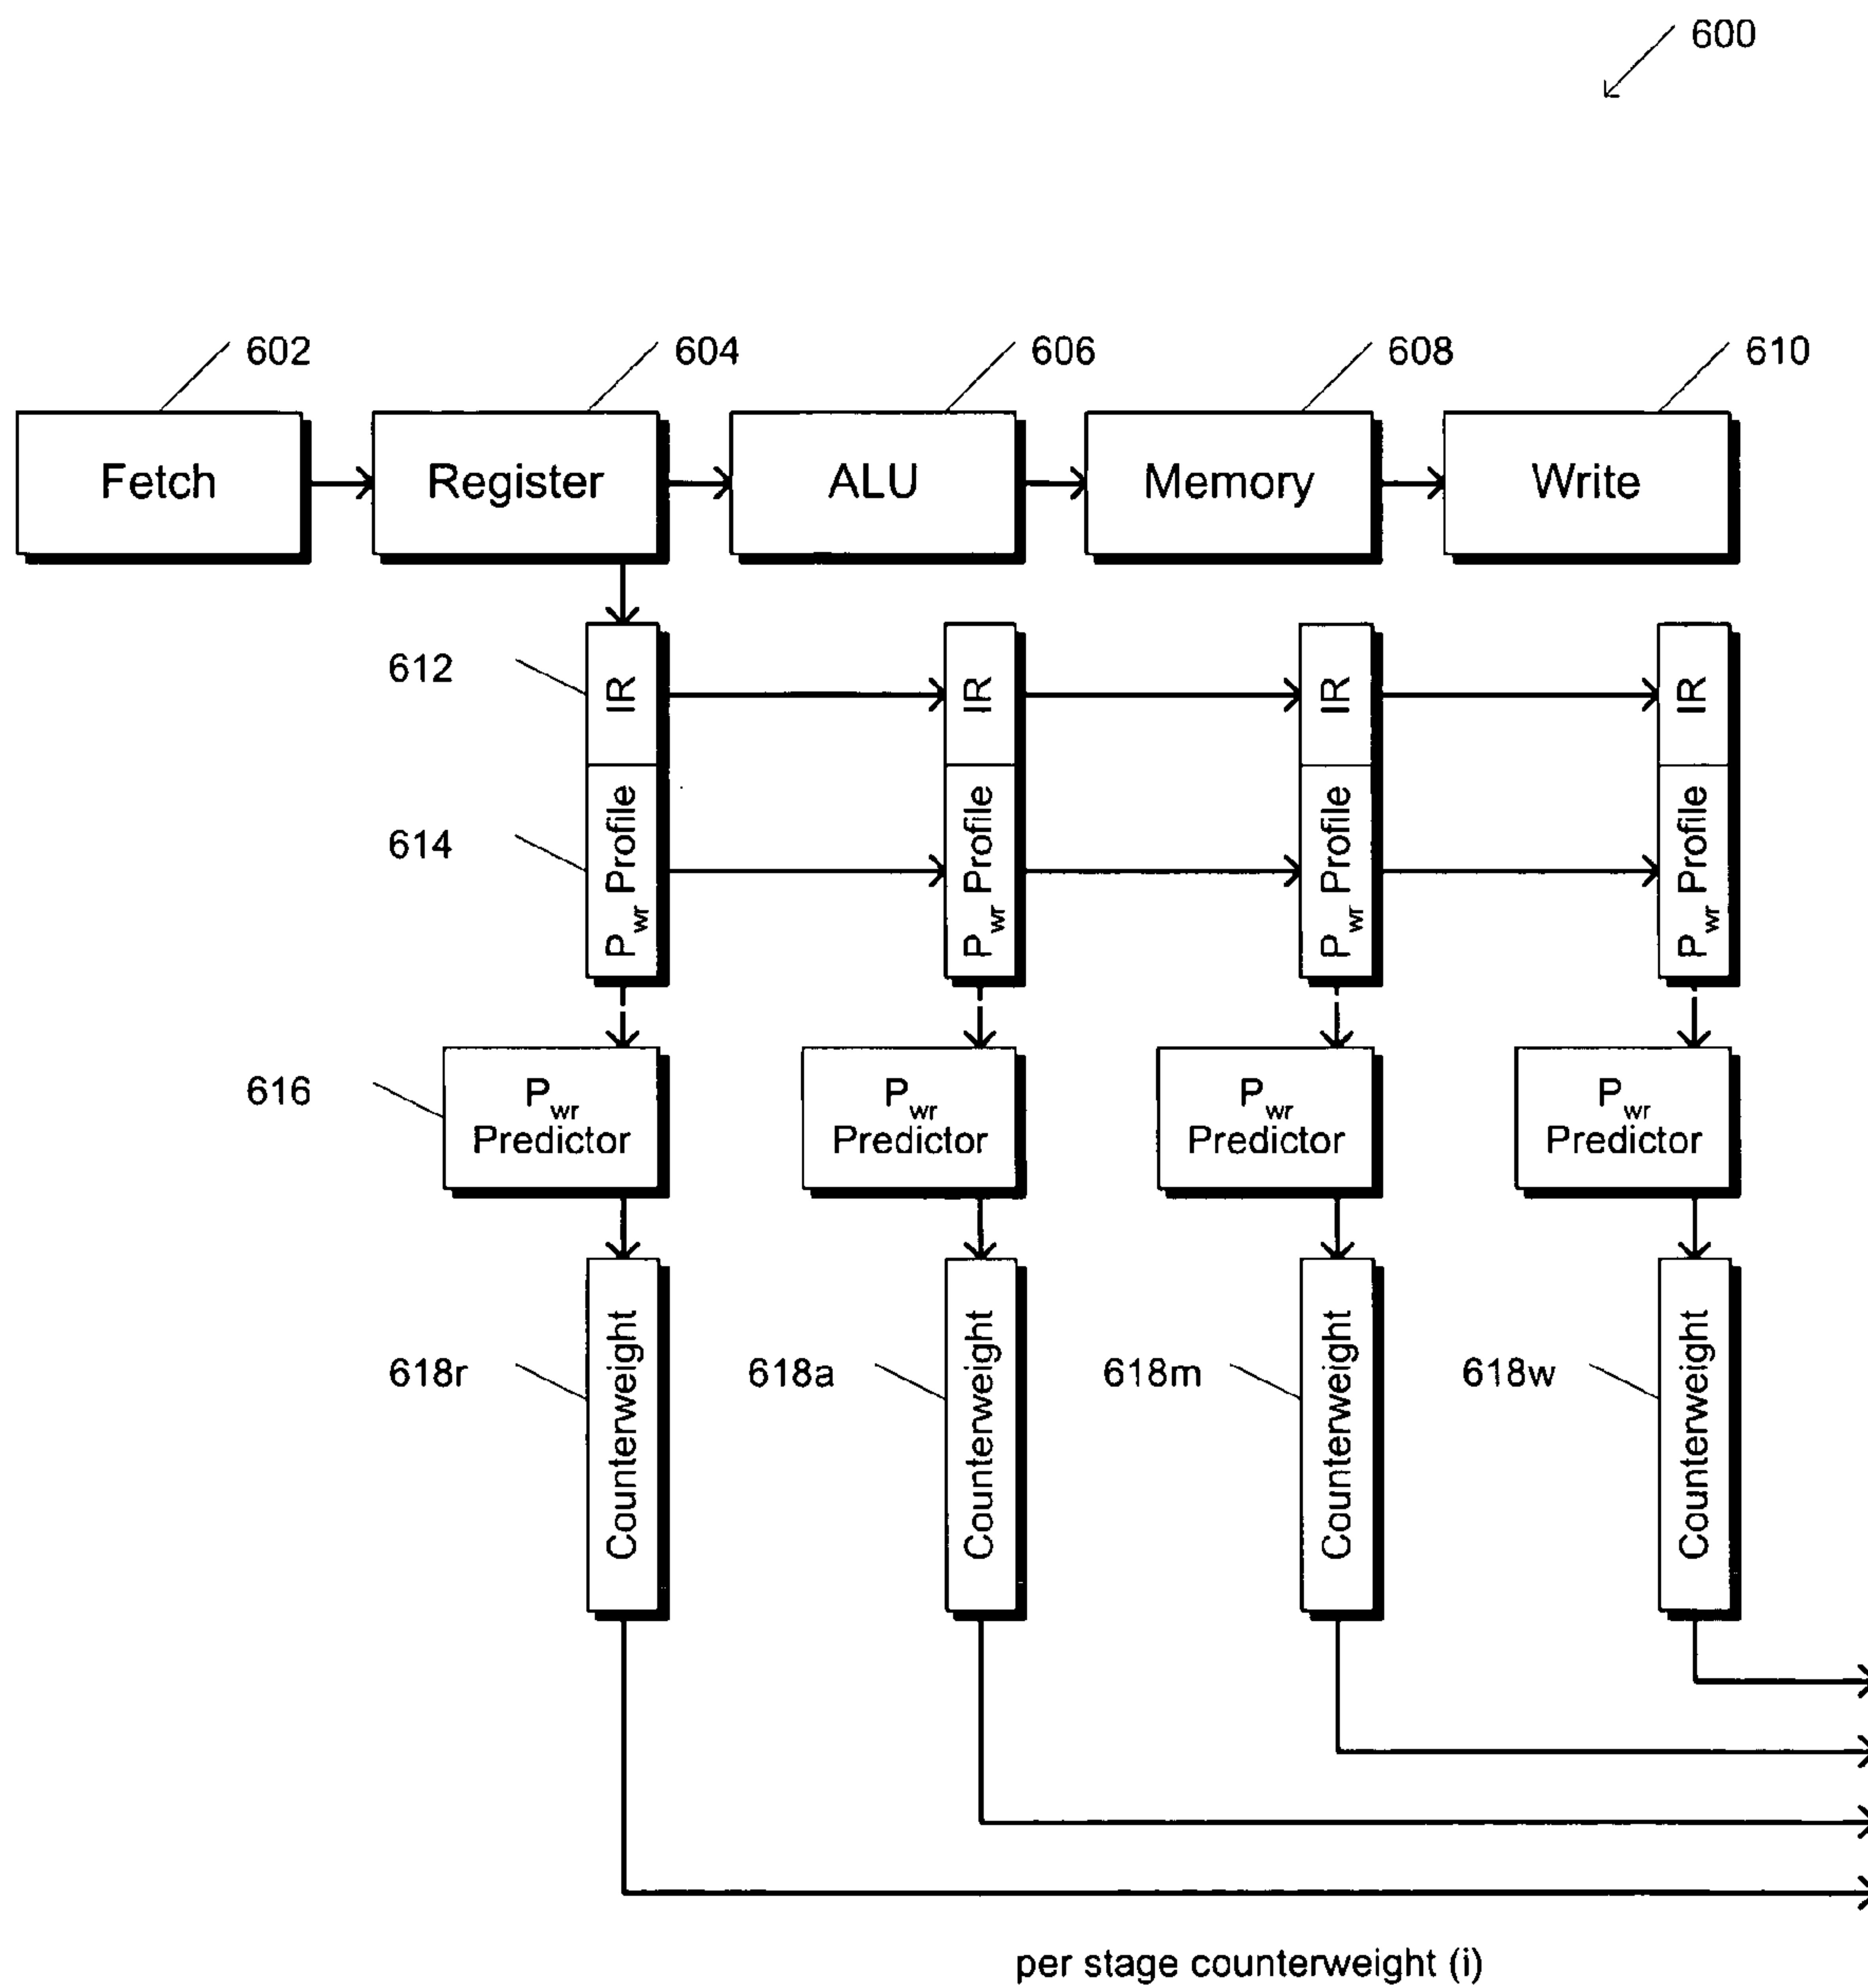 600
602
604
606
608
610
Fetch
Register
ALU
Memory
Write
612
IR
IR
IR
IR
614
Pwr Profile
Pwr Profile
Pwr Profile
Pwr Profile
616
Pwr
Predictor
Pwr
Predictor
Pwr
Predictor
Pwr
Predictor
618r
Counterweight
618a
Counterweight
618m
Counterweight
618w
Counterweight
per stage counterweight (i)